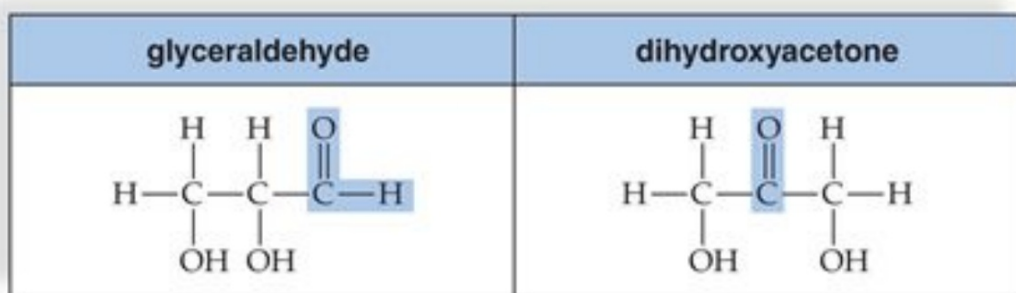 glyceraldehyde
dihydroxyacetone
H H O
H—C—C—C—H
OH OH
H O H
H—C—C—C—H
OH OH